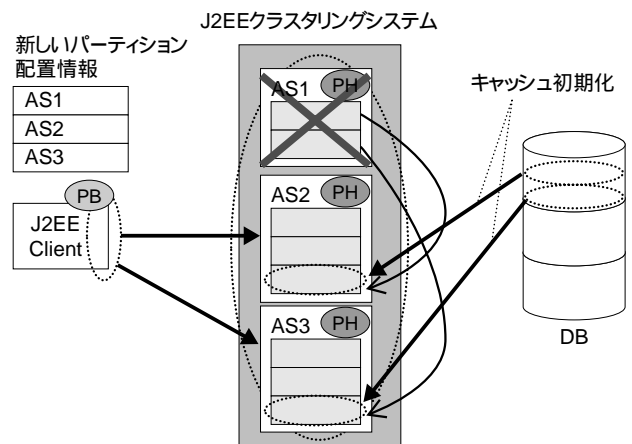 J2EEクラスタリングシステム
新しいパーティション
配置情報
AS1
AS2
AS3
PB
J2EE
Client
AS1
PH
AS2
PH
AS3
PH
キャッシュ初期化
DB